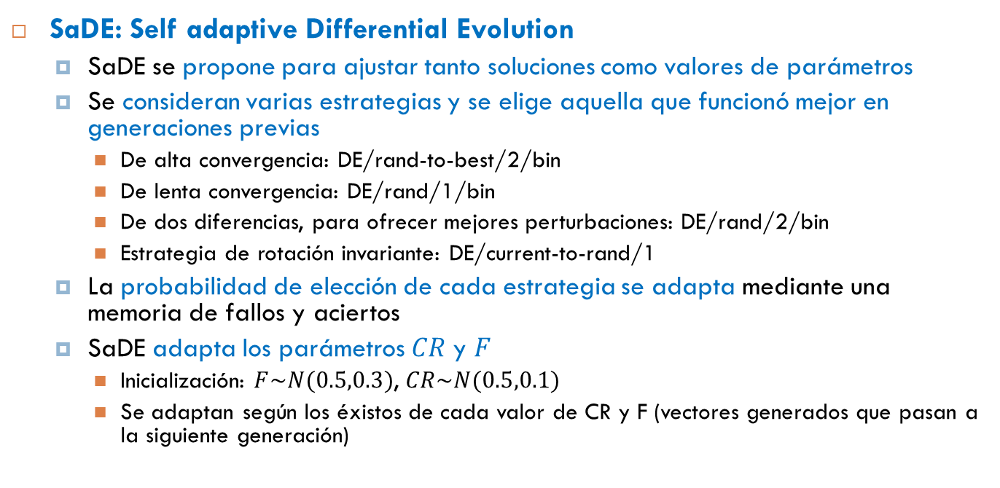 SaDE: Self adaptive Differential Evolution
SaDE se propone para ajustar tanto soluciones como valores de parámetros
Se consideran varias estrategias y se elige aquella que funcionó mejor en
generaciones previas
De alta convergencia: DE/rand-to-best/2/bin
De lenta convergencia: DE/rand/1/bin
De dos diferencias, para ofrecer mejores perturbaciones: DE/rand/2/bin
Estrategia de rotación invariante: DE/current-to-rand/1
La probabilidad de elección de cada estrategia se adapta mediante una
memoria de fallos y aciertos
SaDE adapta los parámetros CR y F
Inicialización: F~N(0.5,0.3), CR~N(0.5,0.1)
Se adaptan según los éxistos de cada valor de CR y F (vectores generados que pasan a
la siguiente generación)